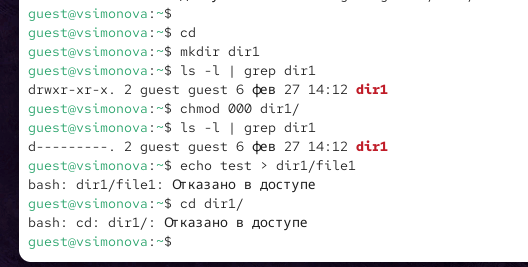 guest@vsimonova:~$
guest@vsimonova:~$ cd
guest@vsimonova:~$ mkdir dir1
guest@vsimonova:~$ ls -l | grep dir1
drwxr-xr-x. 2 guest guest 6 фев 27 14:12 dir1
guest@vsimonova:~$ chmod 000 dir1/
guest@vsimonova:~$ ls -l | grep dir1
d---------. 2 guest guest 6 фев 27 14:12 dir1
guest@vsimonova:~$ echo test > dir1/file1
bash: dir1/file1: Отказано в доступе
guest@vsimonova:~$ cd dir1/
bash: cd: dir1/: Отказано в доступе
guest@vsimonova:~$